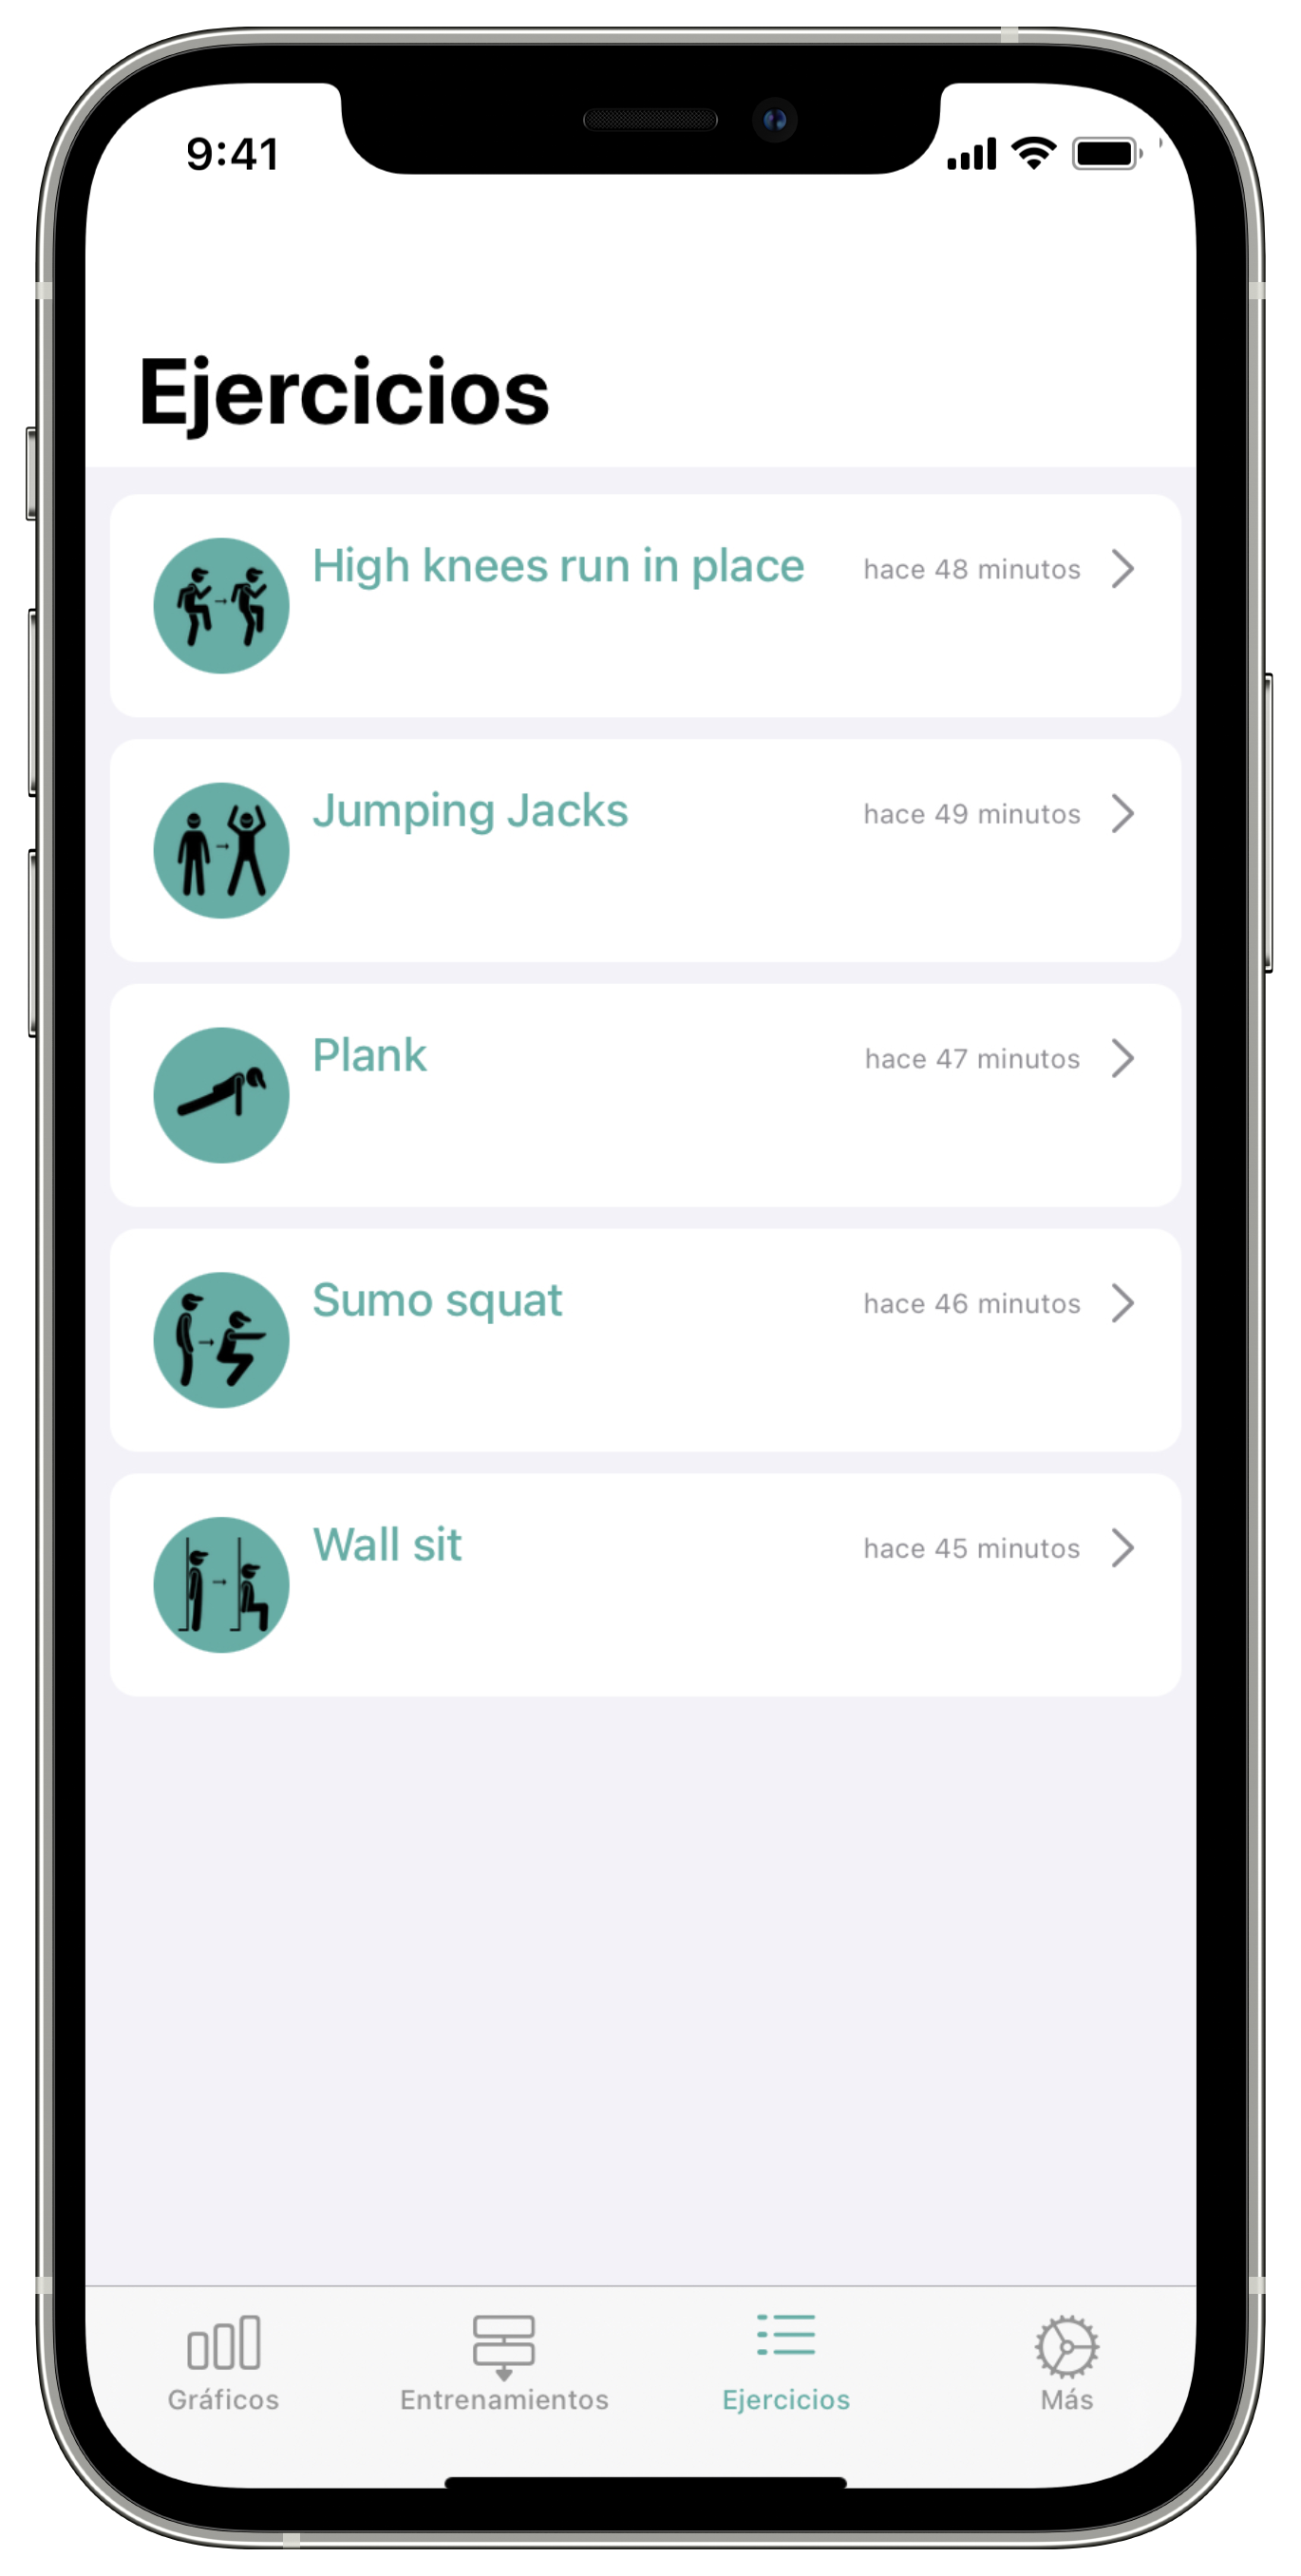 9:41
Ejercicios
High knees run in place hace 48 minutos
Jumping Jacks hace 49 minutos
Plank hace 47 minutos
Sumo squat hace 46 minutos
Wall sit hace 45 minutos
Gráficos Entrenamientos Ejercicios Más